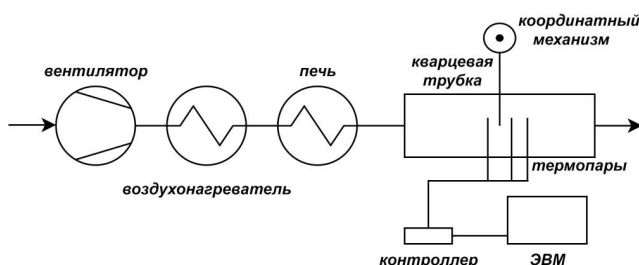 координатный
механизм
вентилятор
печь
кварцевая
трубка
термопары
воздухонагреватель
контроллер
ЭВМ